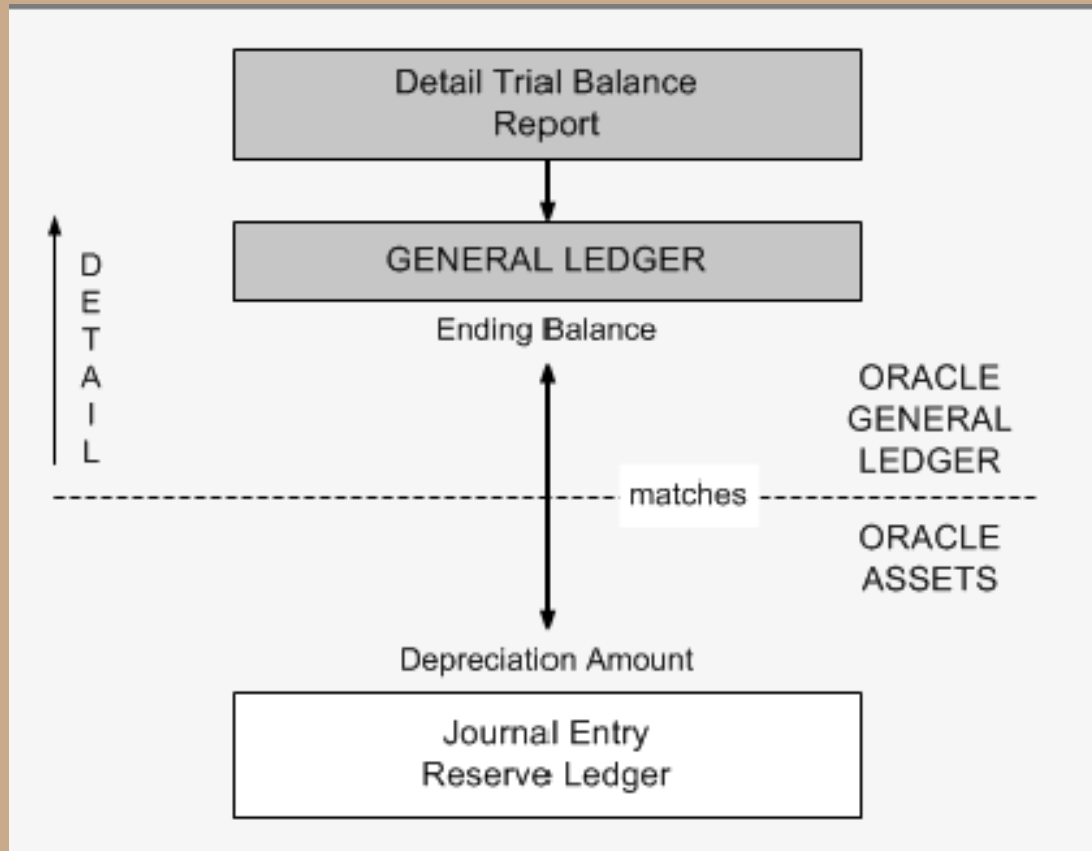 Detail Trial Balance
Report
GENERAL LEDGER
Ending Balance
D
E
T
A
I
L
ORACLE
GENERAL
LEDGER
matches
ORACLE
ASSETS
Depreciation Amount
Journal Entry
Reserve Ledger